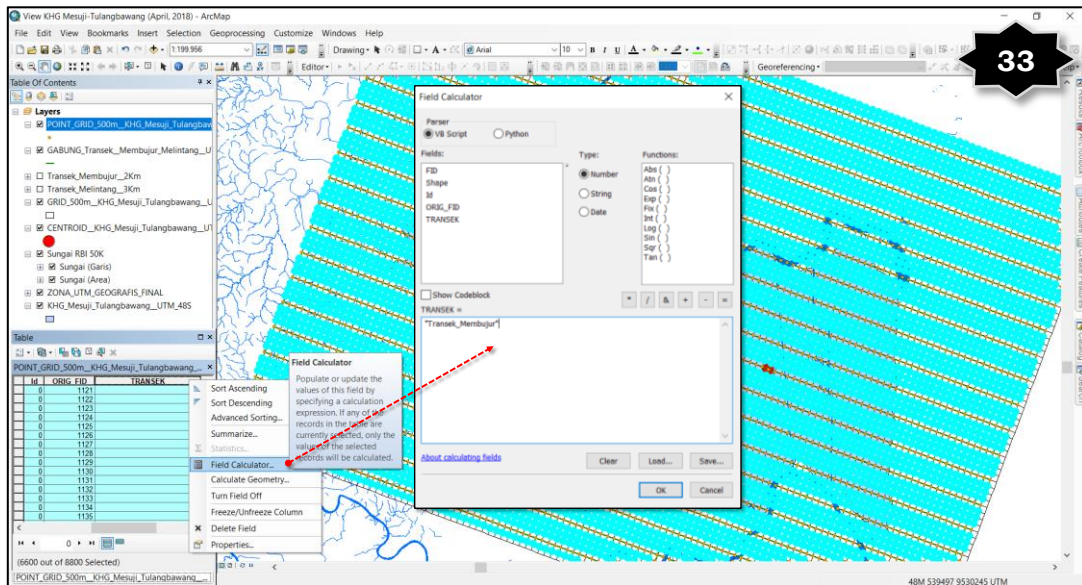 View KHG Mesuji-Tulangbawang (April, 2018) - ArcMap
File Edit View Bookmarks Insert Selection Geoprocessing Customize Windows Help
1:199.956
Drawing
Arial
10
B I U
33
Editor
Georeferencing
Table Of Contents
Layers
POINT_GRID_500m__KHG_Mesuji_Tulangbaw
GABUNG_Transek__Membujur_Melintang__U
Transek_Membujur__2Km
Transek_Melintang__3Km
GRID_500m__KHG_Mesuji_Tulangbawang__U
CENTROID__KHG_Mesuji_Tulangbawang__UT
Sungai RBI 50K
Sungai (Garis)
Sungai (Area)
ZONA_UTM_GEOGRAFIS_FINAL
KHG_Mesuji_Tulangbawang__UTM_48S
Table
POINT_GRID_500m__KHG_Mesuji_Tulangbawang__...
Id ORIG_FID TRANSEK
0 1121
0 1122
0 1123
0 1124
0 1125
0 1126
0 1127
0 1128
0 1129
0 1130
0 1131
0 1132
0 1133
0 1134
0 1135
0
(6600 out of 8800 Selected)
POINT_GRID_500m__KHG_Mesuji_Tulangbawang__...
Sort Ascending
Sort Descending
Advanced Sorting...
Summarize...
Statistics...
Field Calculator...
Calculate Geometry...
Turn Field Off
Freeze/Unfreeze Column
Delete Field
Properties...
Field Calculator
Populate or update the
values of this field by
specifying a calculation
expression. If any of the
records in the table are
currently selected, only the
values of the selected
records will be calculated.
Field Calculator
Parser
VB Script Python
Fields:
FID
Shape
Id
ORIG_FID
TRANSEK
Type:
Number
String
Date
Functions:
Abs ( )
Atn ( )
Cos ( )
Exp ( )
Fix ( )
Int ( )
Log ( )
Sin ( )
Sqr ( )
Tan ( )
Show Codeblock
* / & + - =
TRANSEK =
"Transek_Membujur"
About calculating fields
Clear Load... Save...
OK Cancel
48M 539497 9530245 UTM